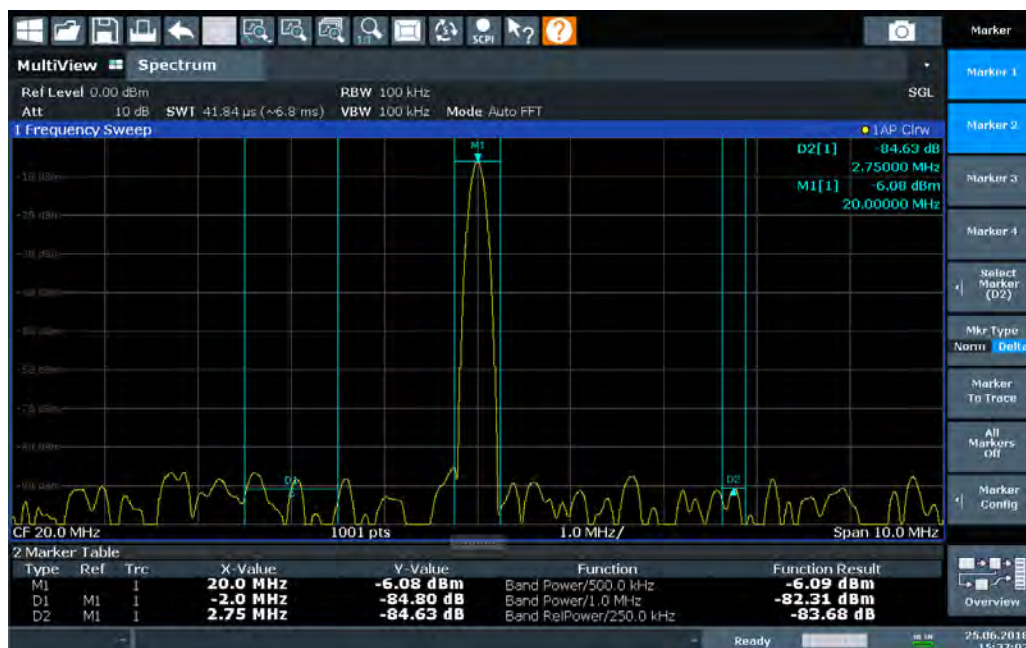 SCPI
Marker
MultiView Spectrum
Marker 1
Ref Level 0.00 dBm RBW 100 kHz SGL
Att 10 dB SWT 41.84 µs (~6.8 ms) VBW 100 kHz Mode Auto FFT
1 Frequency Sweep 1AP Clrw
Marker 2
M1
D2[1] -84.63 dB
2.75000 MHz
M1[1] -6.08 dBm
20.00000 MHz
Marker 3
Marker 4
Select
Marker
(D2)
Mkr Type
Norm Delta
Marker
To Trace
All
Markers
Off
D2
Marker
Config
CF 20.0 MHz 1001 pts 1.0 MHz/ Span 10.0 MHz
2 Marker Table
Type Ref Trc X-Value Y-Value Function Function Result
M1 1 20.0 MHz -6.08 dBm Band Power/500.0 kHz -6.09 dBm
D1 M1 1 -2.0 MHz -84.80 dB Band Power/1.0 MHz -82.31 dBm
D2 M1 1 2.75 MHz -84.63 dB Band RelPower/250.0 kHz -83.68 dB
Overview
Ready 25.06.2018